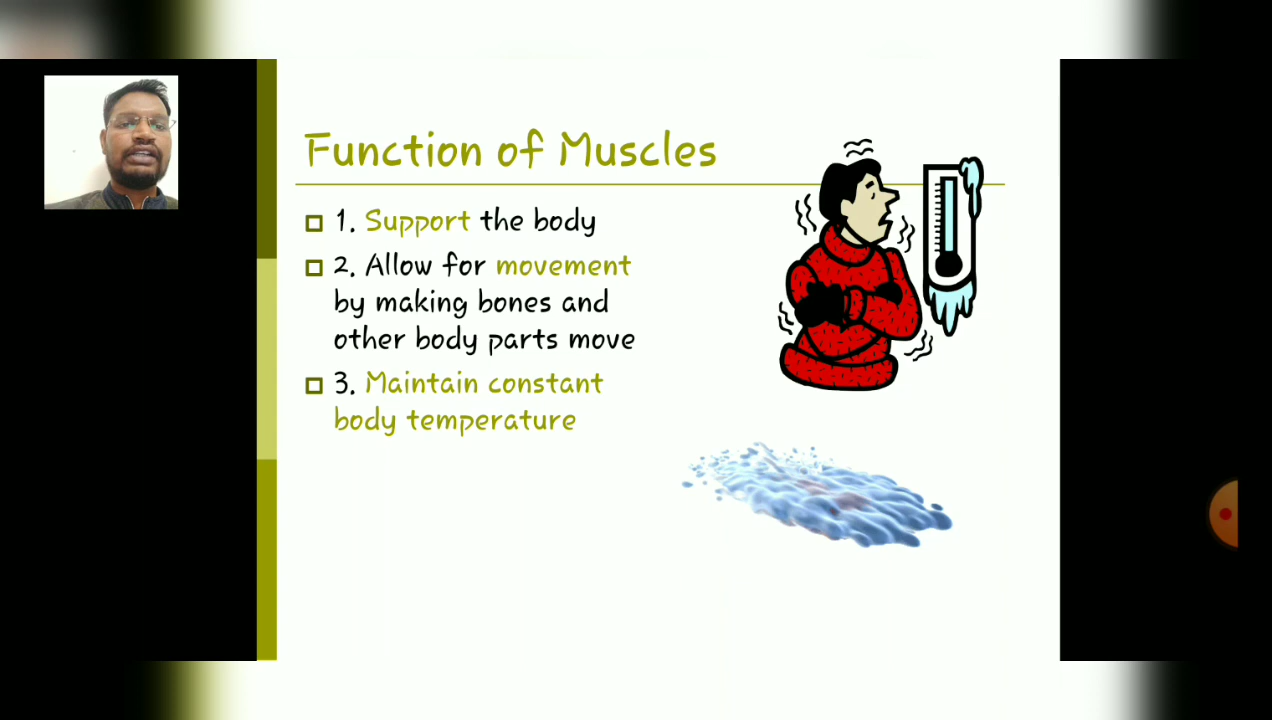 Function of Muscles
1. Support the body
2. Allow for movement
by making bones and
other body parts move
3. Maintain constant
body temperature